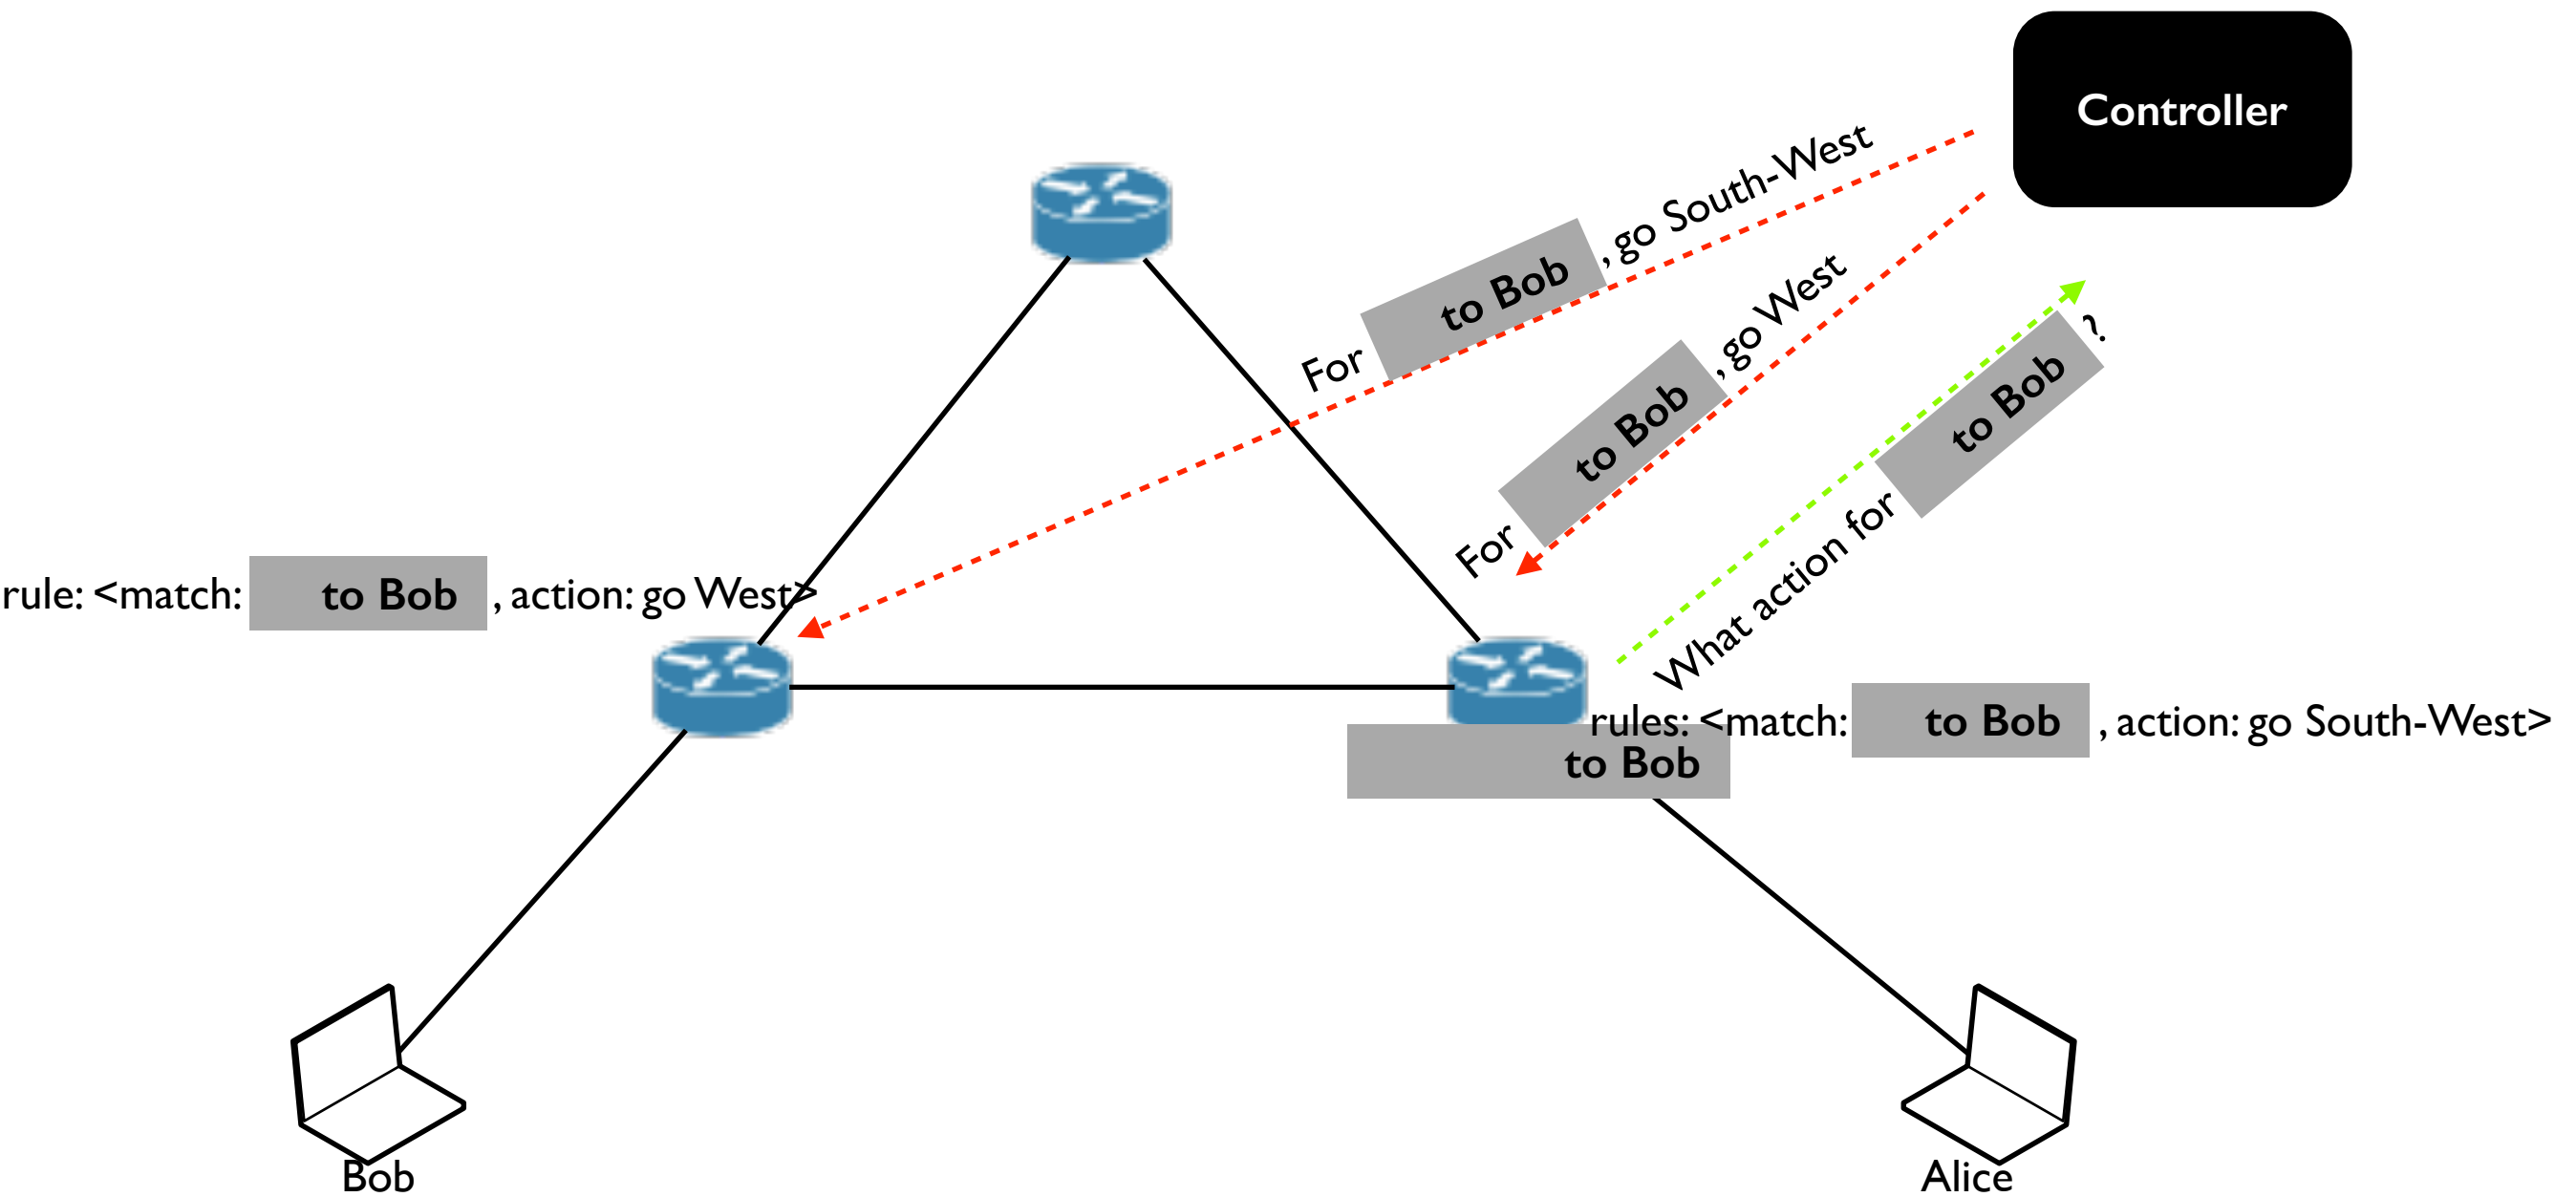 Controller
For to Bob , go South-West
For to Bob , go West
What action for to Bob ?
rule: <match: to Bob , action: go West>
rules: <match: to Bob , action: go South-West>
to Bob
Bob
Alice